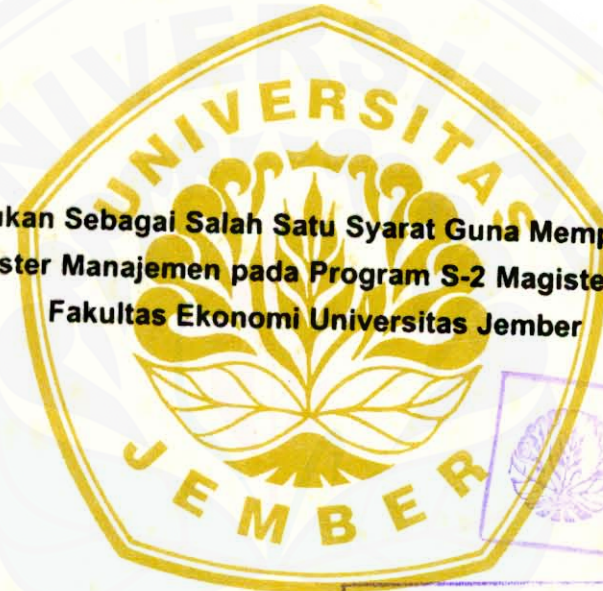 UNIVERSITAS
ukan Sebagai Salah Satu Syarat Guna Memp
ster Manajemen pada Program S-2 Magiste
Fakultas Ekonomi Universitas Jember
JEMBER